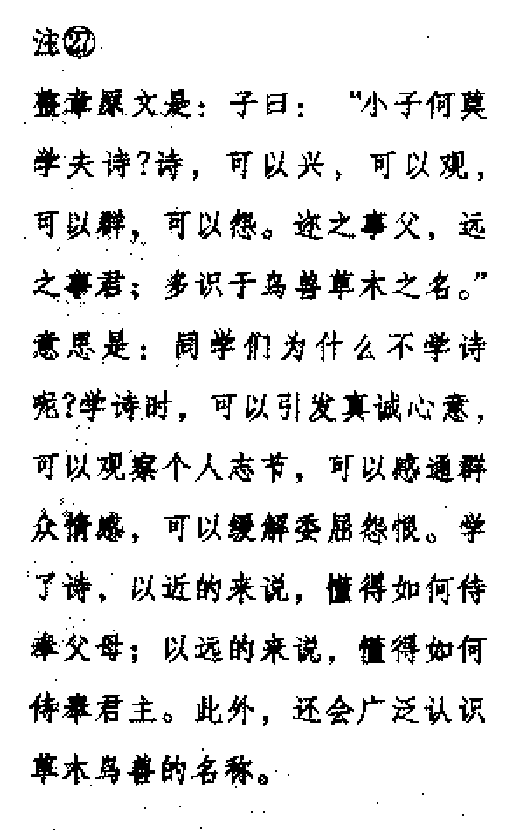 注㉗
整章原文是：子曰：“小子何莫
学夫诗？诗，可以兴，可以观，
可以群，可以怨。迩之事父，远
之事君；多识于鸟兽草木之名。”
意思是：同学们为什么不学诗
呢？学诗时，可以引发真诚心意，
可以观察个人志节，可以感通群
众情感，可以缓解委屈怨恨。学
了诗，以近的来说，懂得如何侍
奉父母；以远的来说，懂得如何
侍奉君主。此外，还会广泛认识
草木鸟兽的名称。